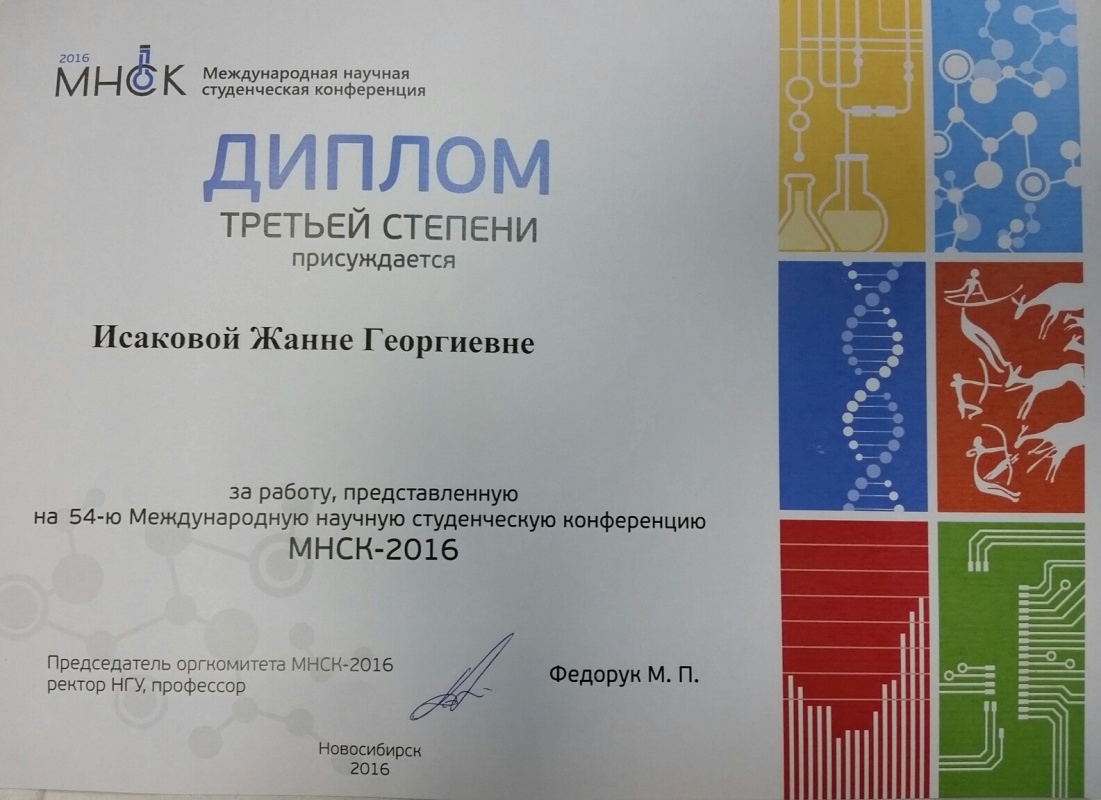 2016
МНСК
Международная научная
студенческая конференция
ДИПЛОМ
ТРЕТЬЕЙ СТЕПЕНИ
присуждается
Исаковой Жанне Георгиевне
за работу, представленную
на 54-ю Международную научную студенческую конференцию
МНСК-2016
Председатель оргкомитета МНСК-2016
ректор НГУ, профессор
Федорук М. П.
Новосибирск
2016